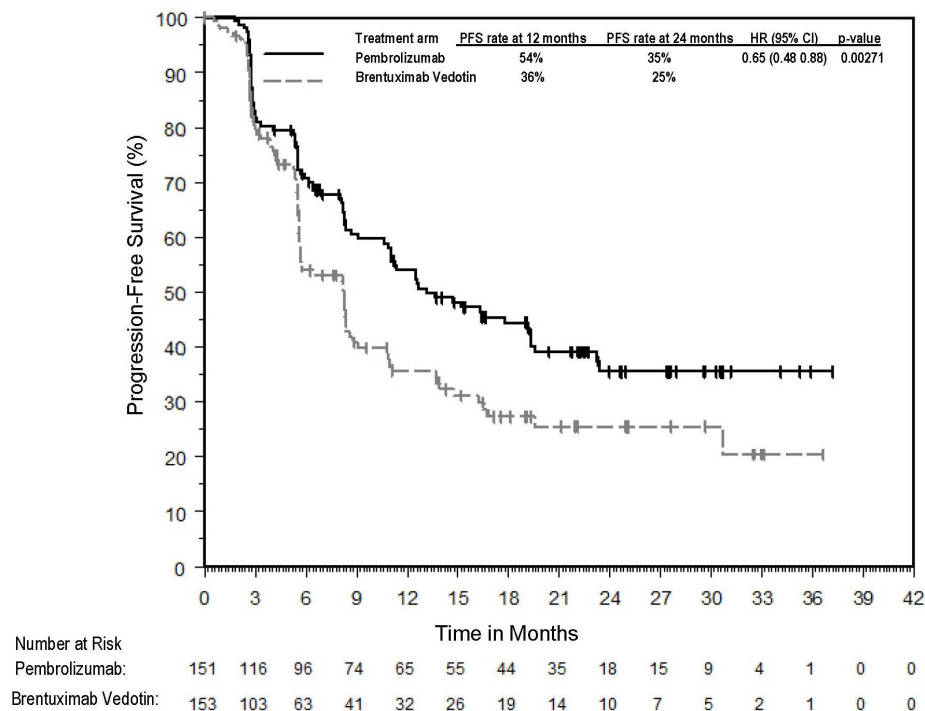 Treatment arm PFS rate at 12 months PFS rate at 24 months HR (95% CI) p-value
Pembrolizumab 54% 35% 0.65 (0.48 0.88) 0.00271
Brentuximab Vedotin 36% 25%
Progression-Free Survival (%)
100
90
80
70
60
50
40
30
20
10
0
0 3 6 9 12 15 18 21 24 27 30 33 36 39 42
Time in Months
Number at Risk
Pembrolizumab: 151 116 96 74 65 55 44 35 18 15 9 4 1 0 0
Brentuximab Vedotin: 153 103 63 41 32 26 19 14 10 7 5 2 1 0 0